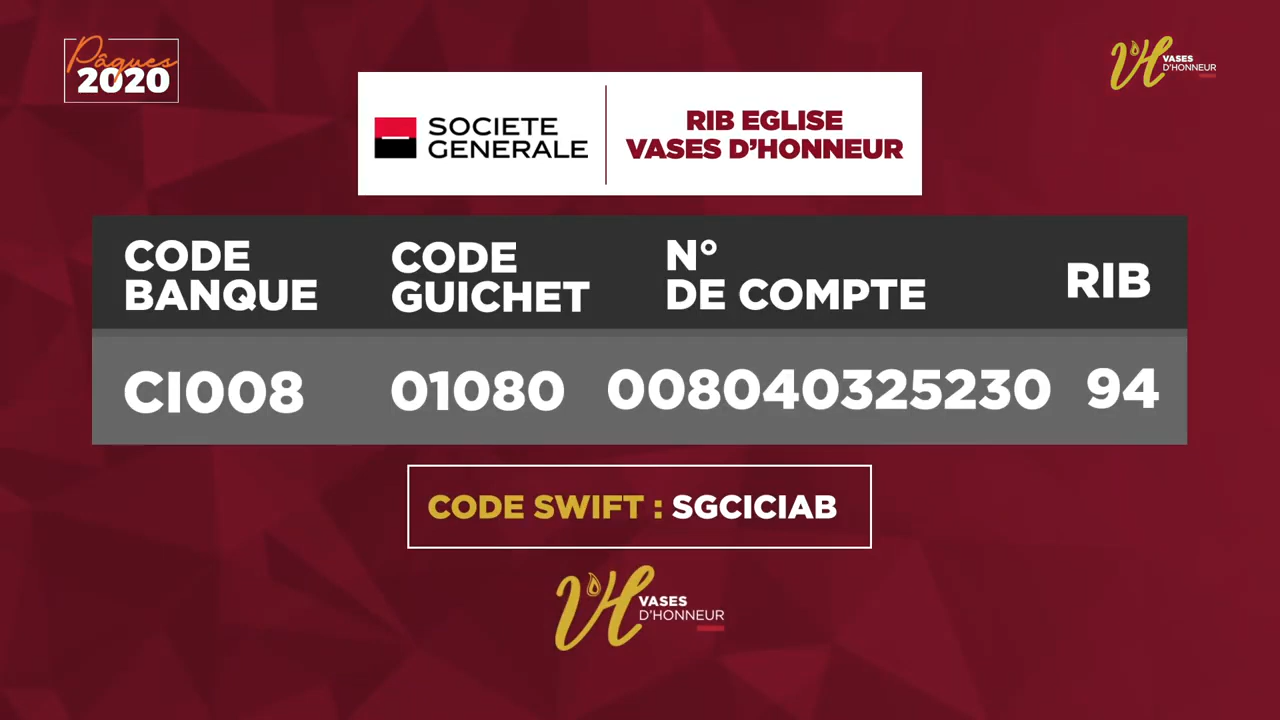 Pâques
2020
VH VASES
D'HONNEUR
SOCIETE
GENERALE
RIB EGLISE
VASES D'HONNEUR
CODE
BANQUE
CODE
GUICHET
N°
DE COMPTE
RIB
CI008 01080 008040325230 94
CODE SWIFT : SGCICIAB
VH VASES
D'HONNEUR